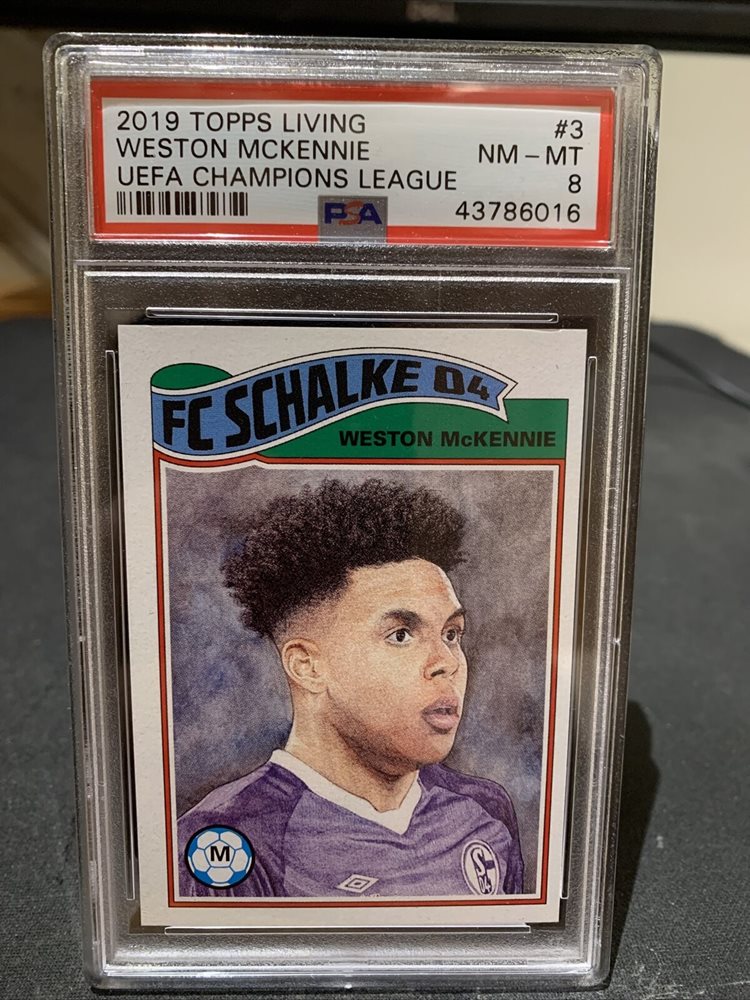 2019 TOPPS LIVING #3
WESTON MCKENNIE NM - MT
UEFA CHAMPIONS LEAGUE 8
PSA 43786016
FC SCHALKE 04
WESTON McKENNIE
M
S 04